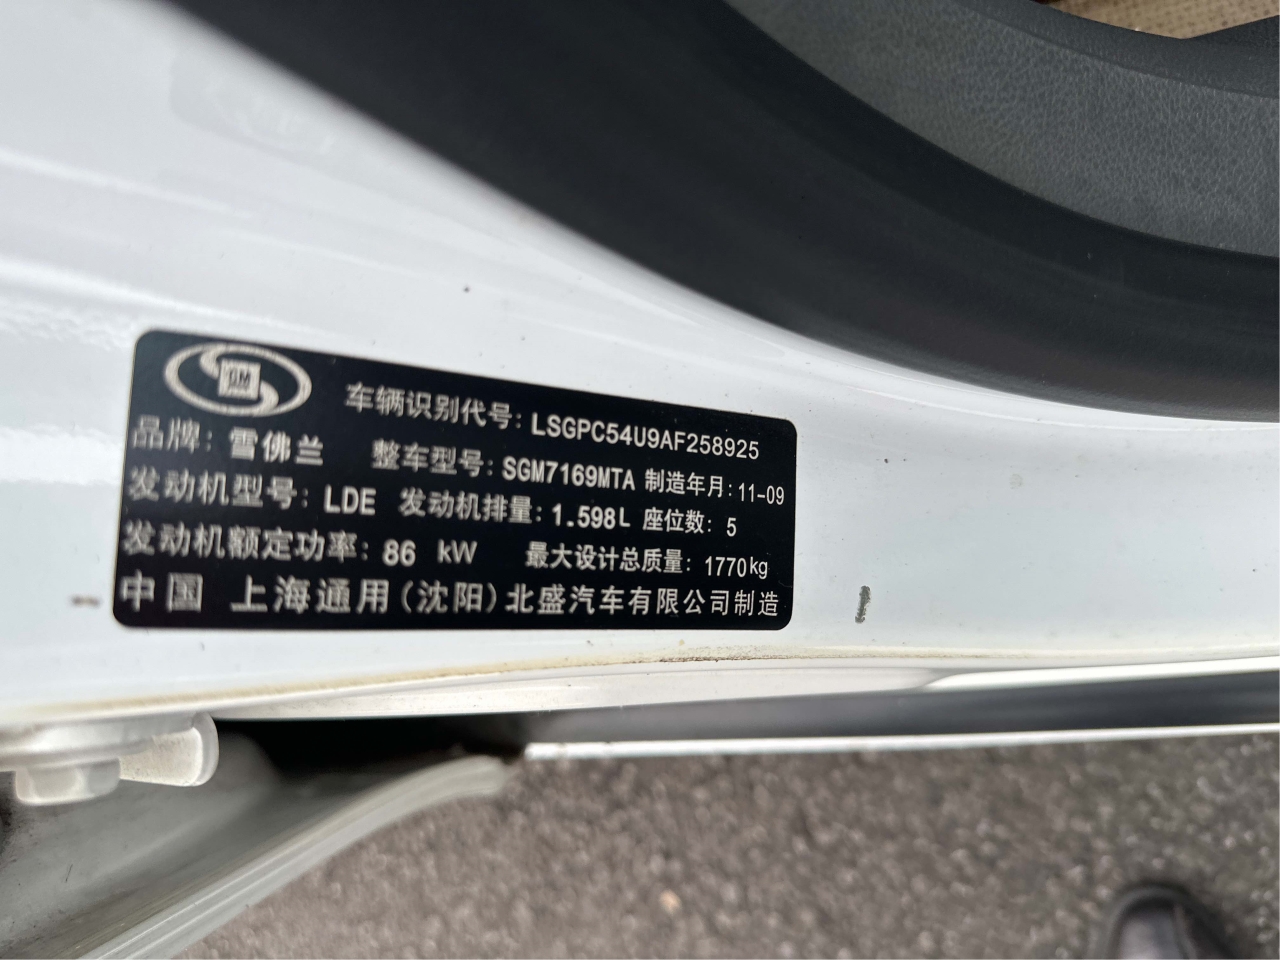 GM
车辆识别代号: LSGPC54U9AF258925
品牌: 雪佛兰 整车型号: SGM7169MTA 制造年月: 11-09
发动机型号: LDE 发动机排量: 1.598L 座位数: 5
发动机额定功率: 86 kW 最大设计总质量: 1770kg
中国 上海通用(沈阳)北盛汽车有限公司制造